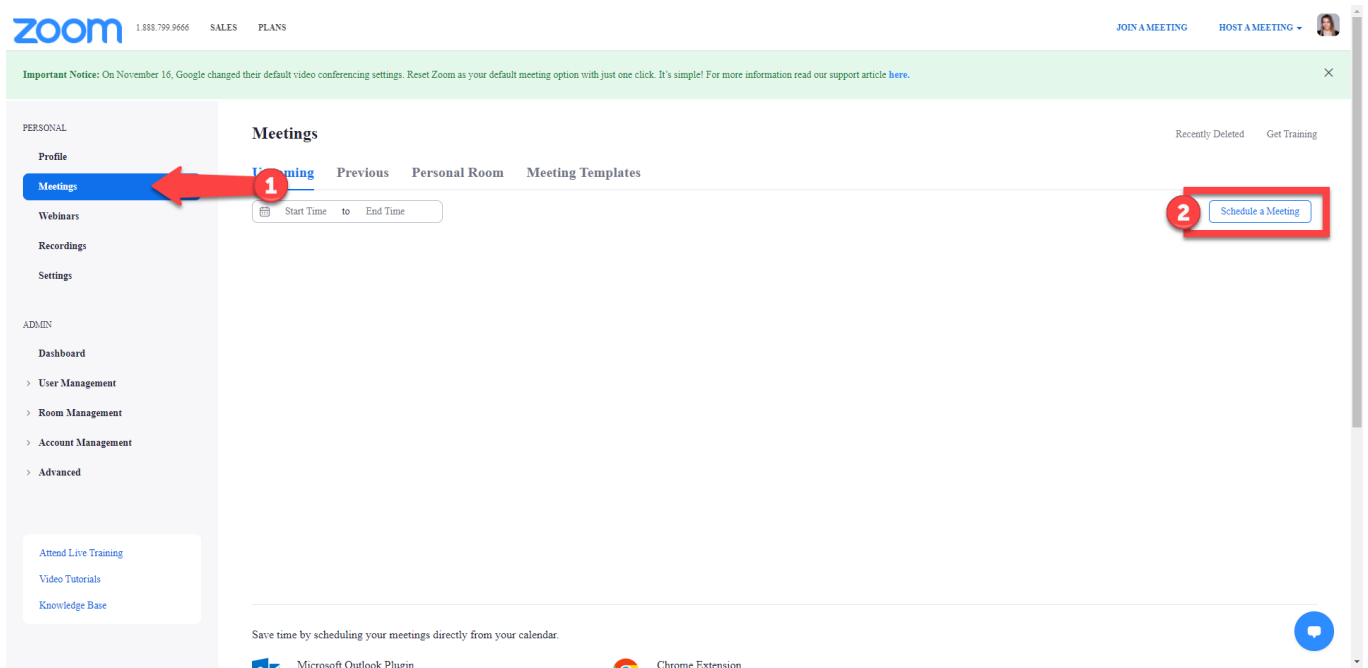 zoom 1.888.799.9666 SALES PLANS JOIN A MEETING HOST A MEETING
Important Notice: On November 16, Google changed their default video conferencing settings. Reset Zoom as your default meeting option with just one click. It's simple! For more information read our support article here.
PERSONAL
Profile
Meetings
Webinars
Recordings
Settings
ADMIN
Dashboard
User Management
Room Management
Account Management
Advanced
Attend Live Training
Video Tutorials
Knowledge Base
Meetings
Recently Deleted Get Training
1
Previous Personal Room Meeting Templates
Start Time to End Time
2 Schedule a Meeting
Save time by scheduling your meetings directly from your calendar.
Microsoft Outlook Plugin Chrome Extension